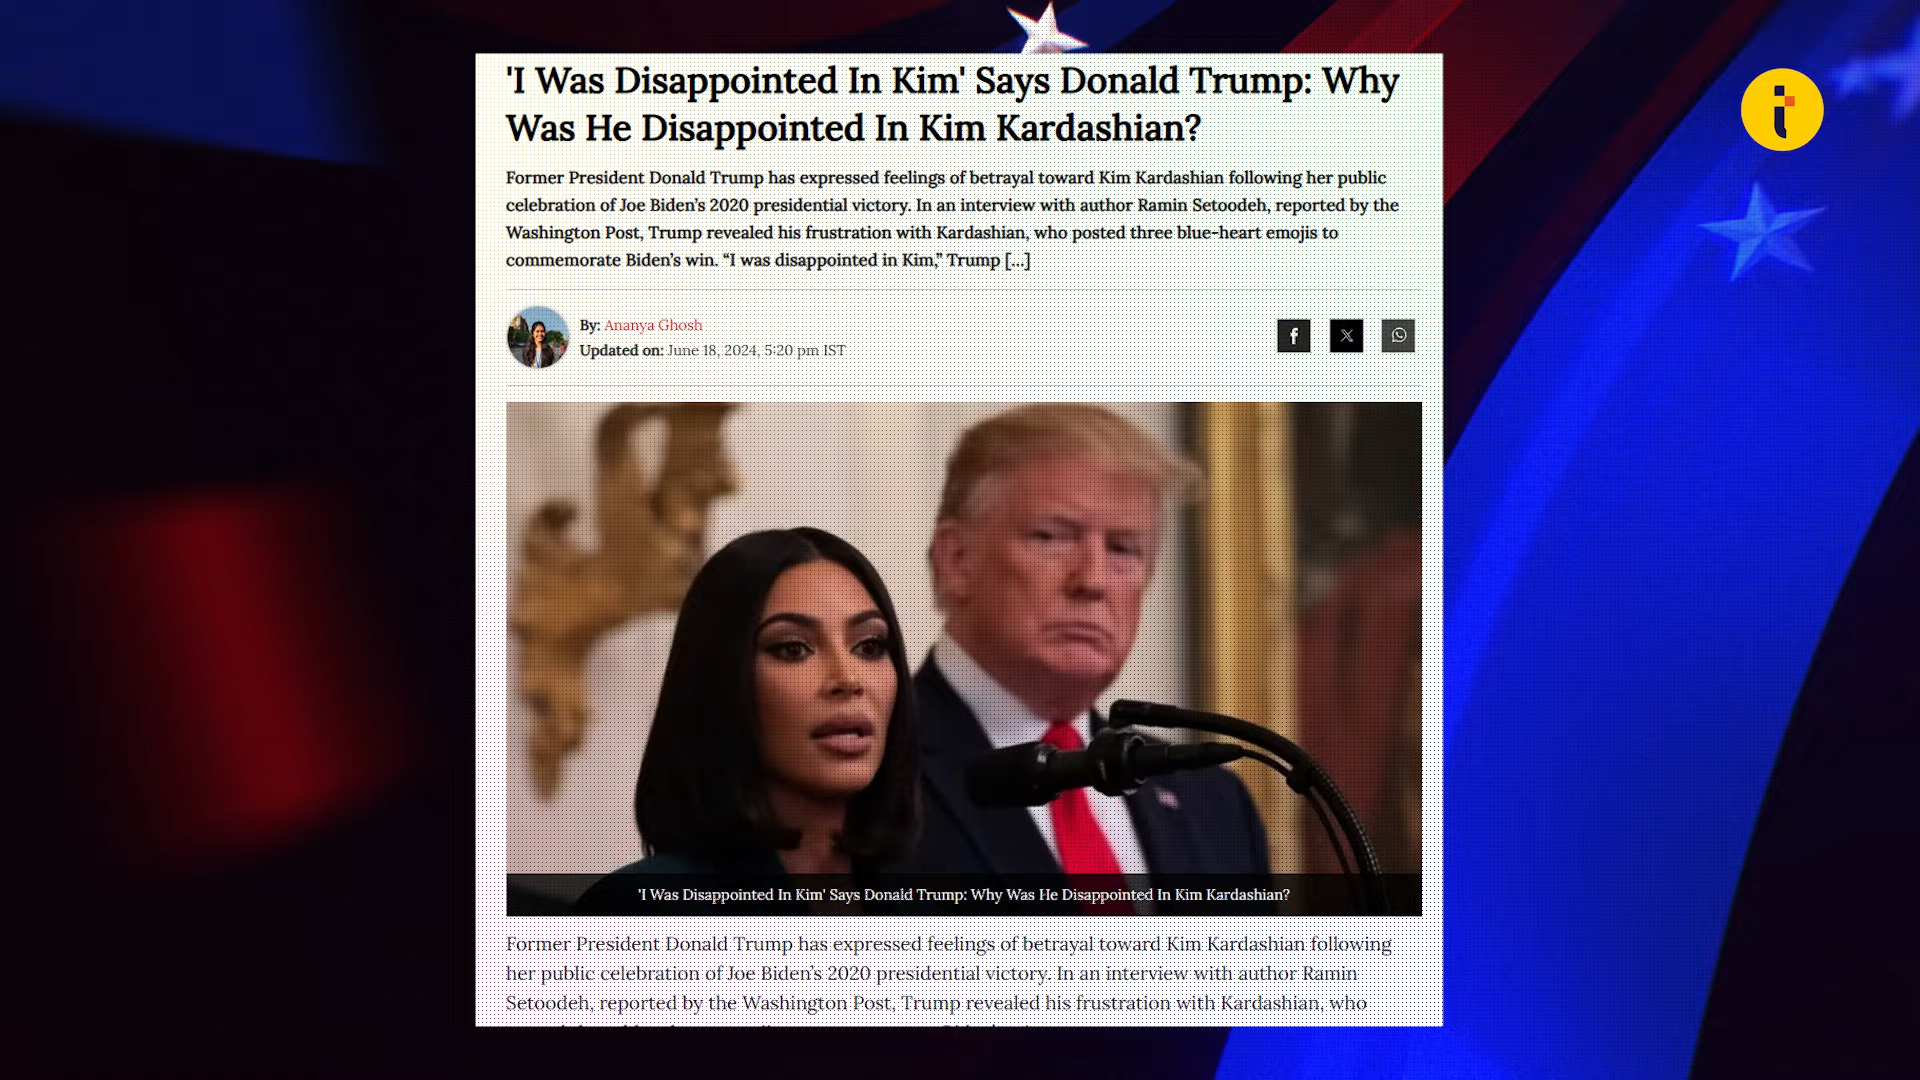 'I Was Disappointed In Kim' Says Donald Trump: Why
Was He Disappointed In Kim Kardashian?
Former President Donald Trump has expressed feelings of betrayal toward Kim Kardashian following her public
celebration of Joe Biden’s 2020 presidential victory. In an interview with author Ramin Setoodeh, reported by the
Washington Post, Trump revealed his frustration with Kardashian, who posted three blue-heart emojis to
commemorate Biden’s win. “I was disappointed in Kim,” Trump [...]
By: Ananya Ghosh
Updated on: June 18, 2024, 5:20 pm IST
'I Was Disappointed In Kim' Says Donald Trump: Why Was He Disappointed In Kim Kardashian?
Former President Donald Trump has expressed feelings of betrayal toward Kim Kardashian following
her public celebration of Joe Biden’s 2020 presidential victory. In an interview with author Ramin
Setoodeh, reported by the Washington Post, Trump revealed his frustration with Kardashian, who